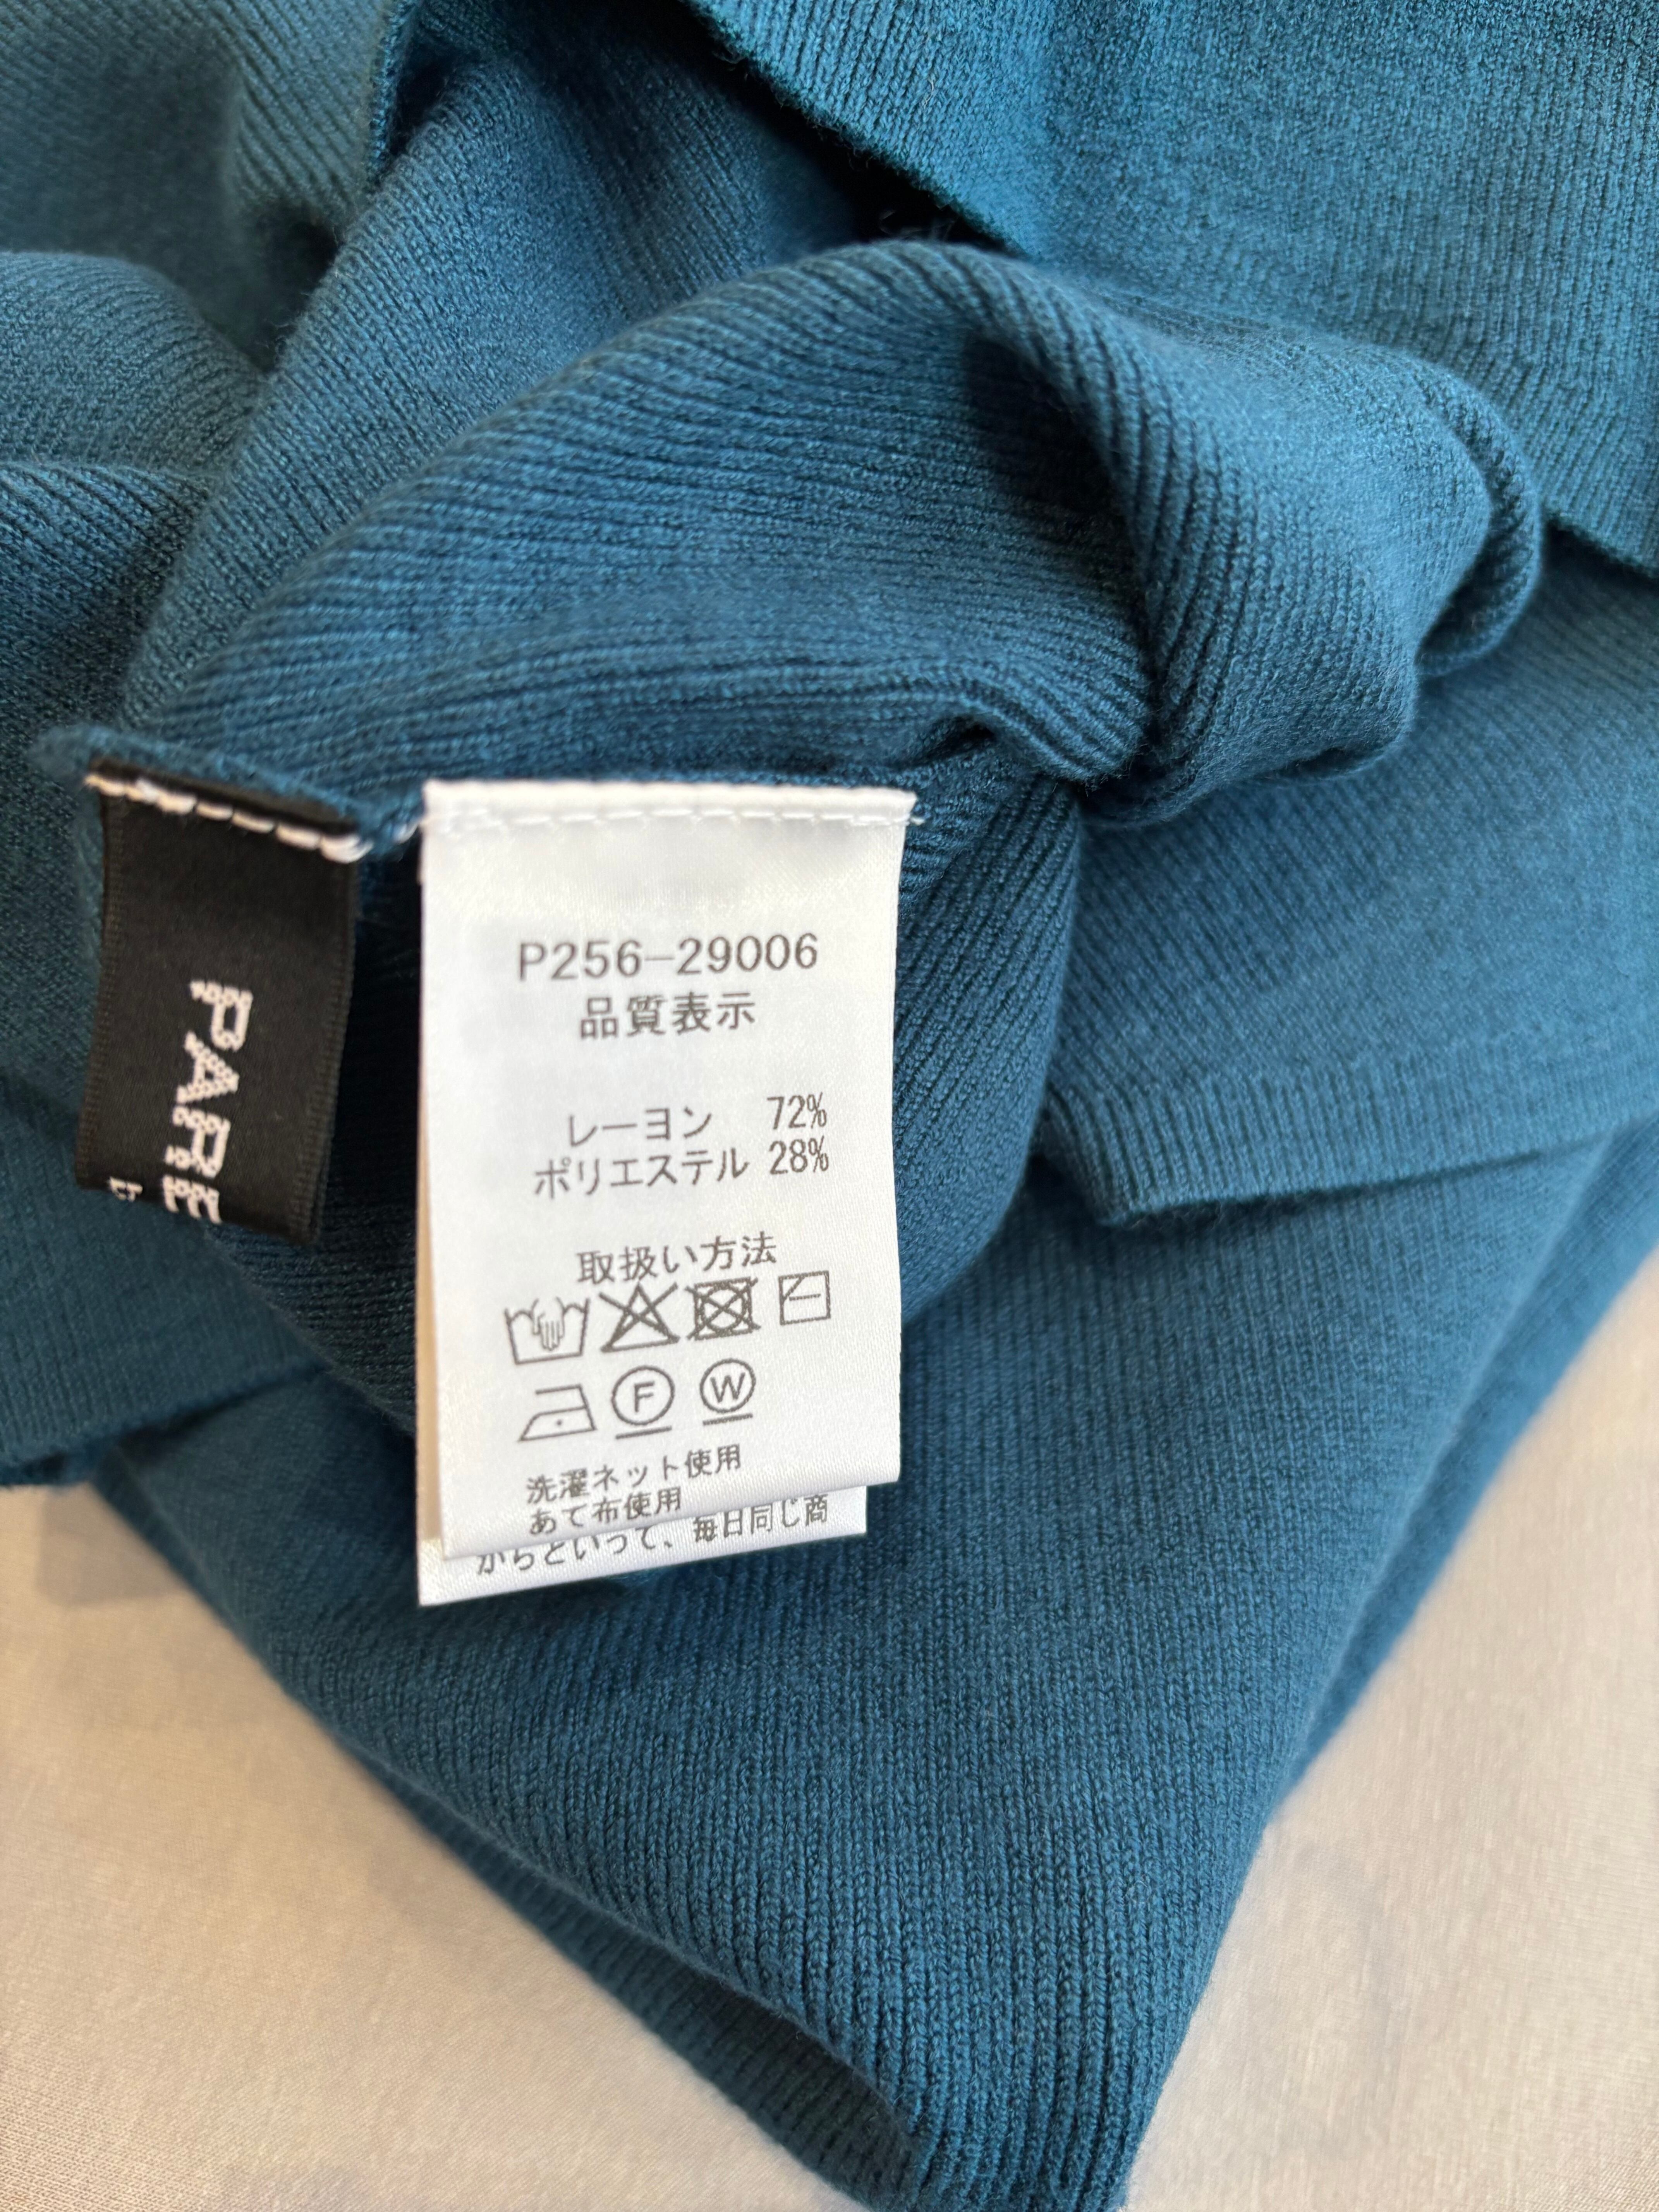 PARE
P256-29006
品質表示
レーヨン 72%
ポリエステル 28%
取扱い方法
F W
洗濯ネット使用
あて布使用
からといって、毎日同じ商